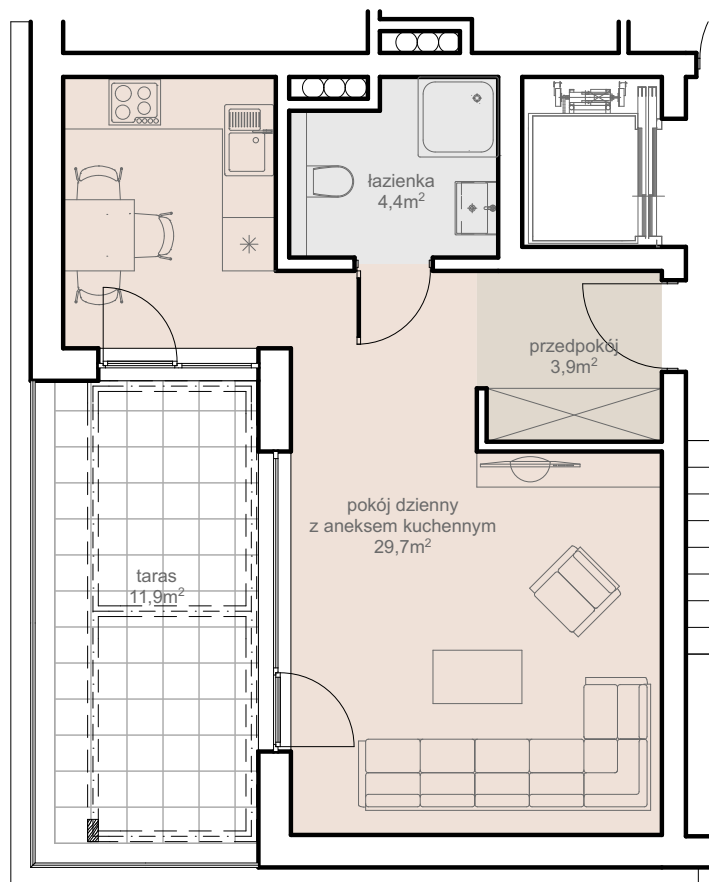 łazienka
4,4m²
przedpokój
3,9m²
pokój dzienny
z aneksem kuchennym
29,7m²
taras
11,9m²